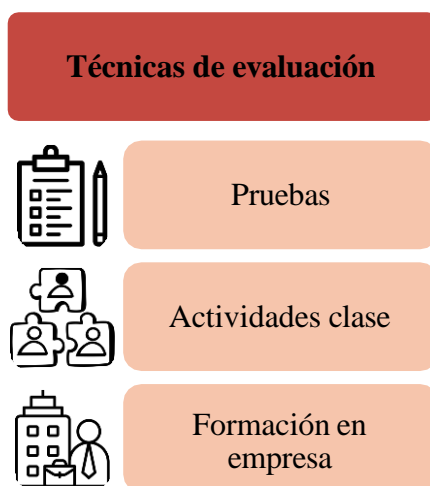 Técnicas de evaluación
Pruebas
Actividades clase
Formación en
empresa